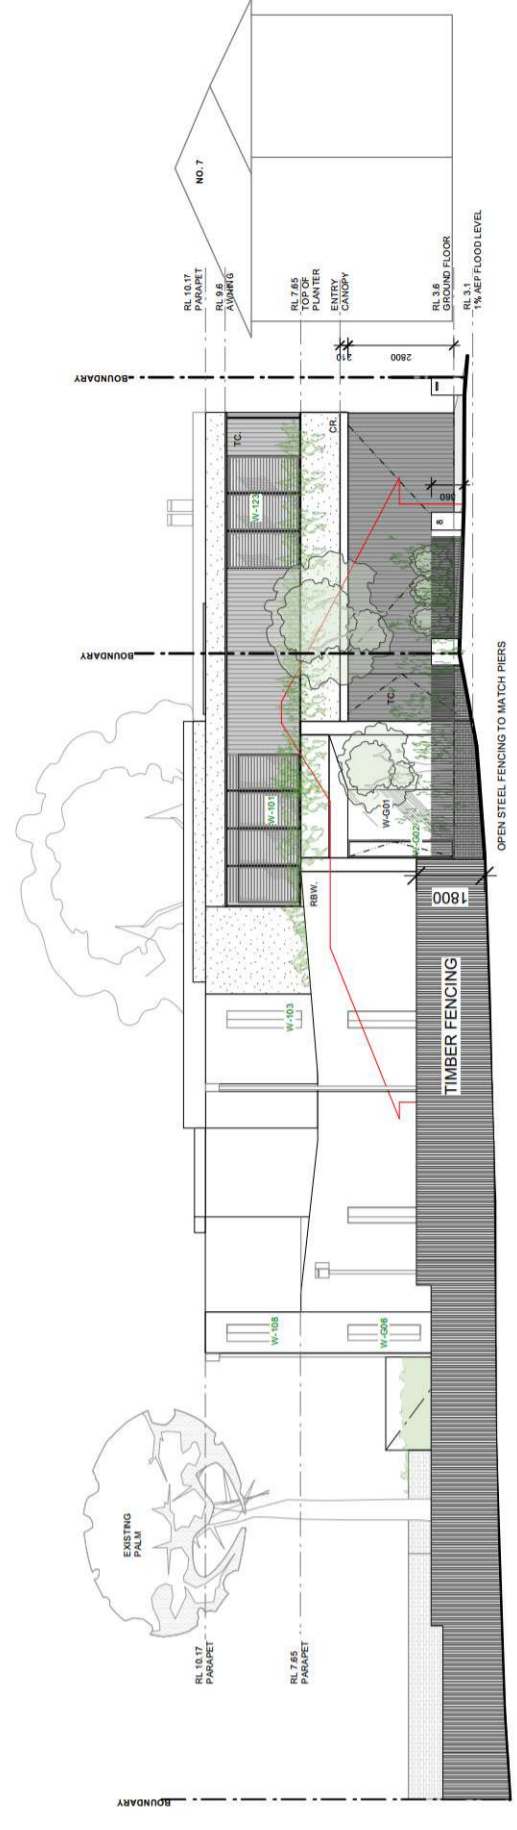 NO. 7
RL 10.17
PARAPET
RL 9.6
AWNING
RL 7.65
TOP OF
PLANTER
ENTRY
CANOPY
RL 3.6
GROUND FLOOR
RL 3.1
1% AEP FLOOD LEVEL
BOUNDARY
210
2800
TC.
CR.
W-123
360
8
BOUNDARY
TC.
OPEN STEEL FENCING TO MATCH PIERS
W-101
W-G01
W-G02
RBW.
1800
TIMBER FENCING
W-103
W-108
W-G06
EXISTING
PALM
RL 10.17
PARAPET
RL 7.65
PARAPET
BOUNDARY